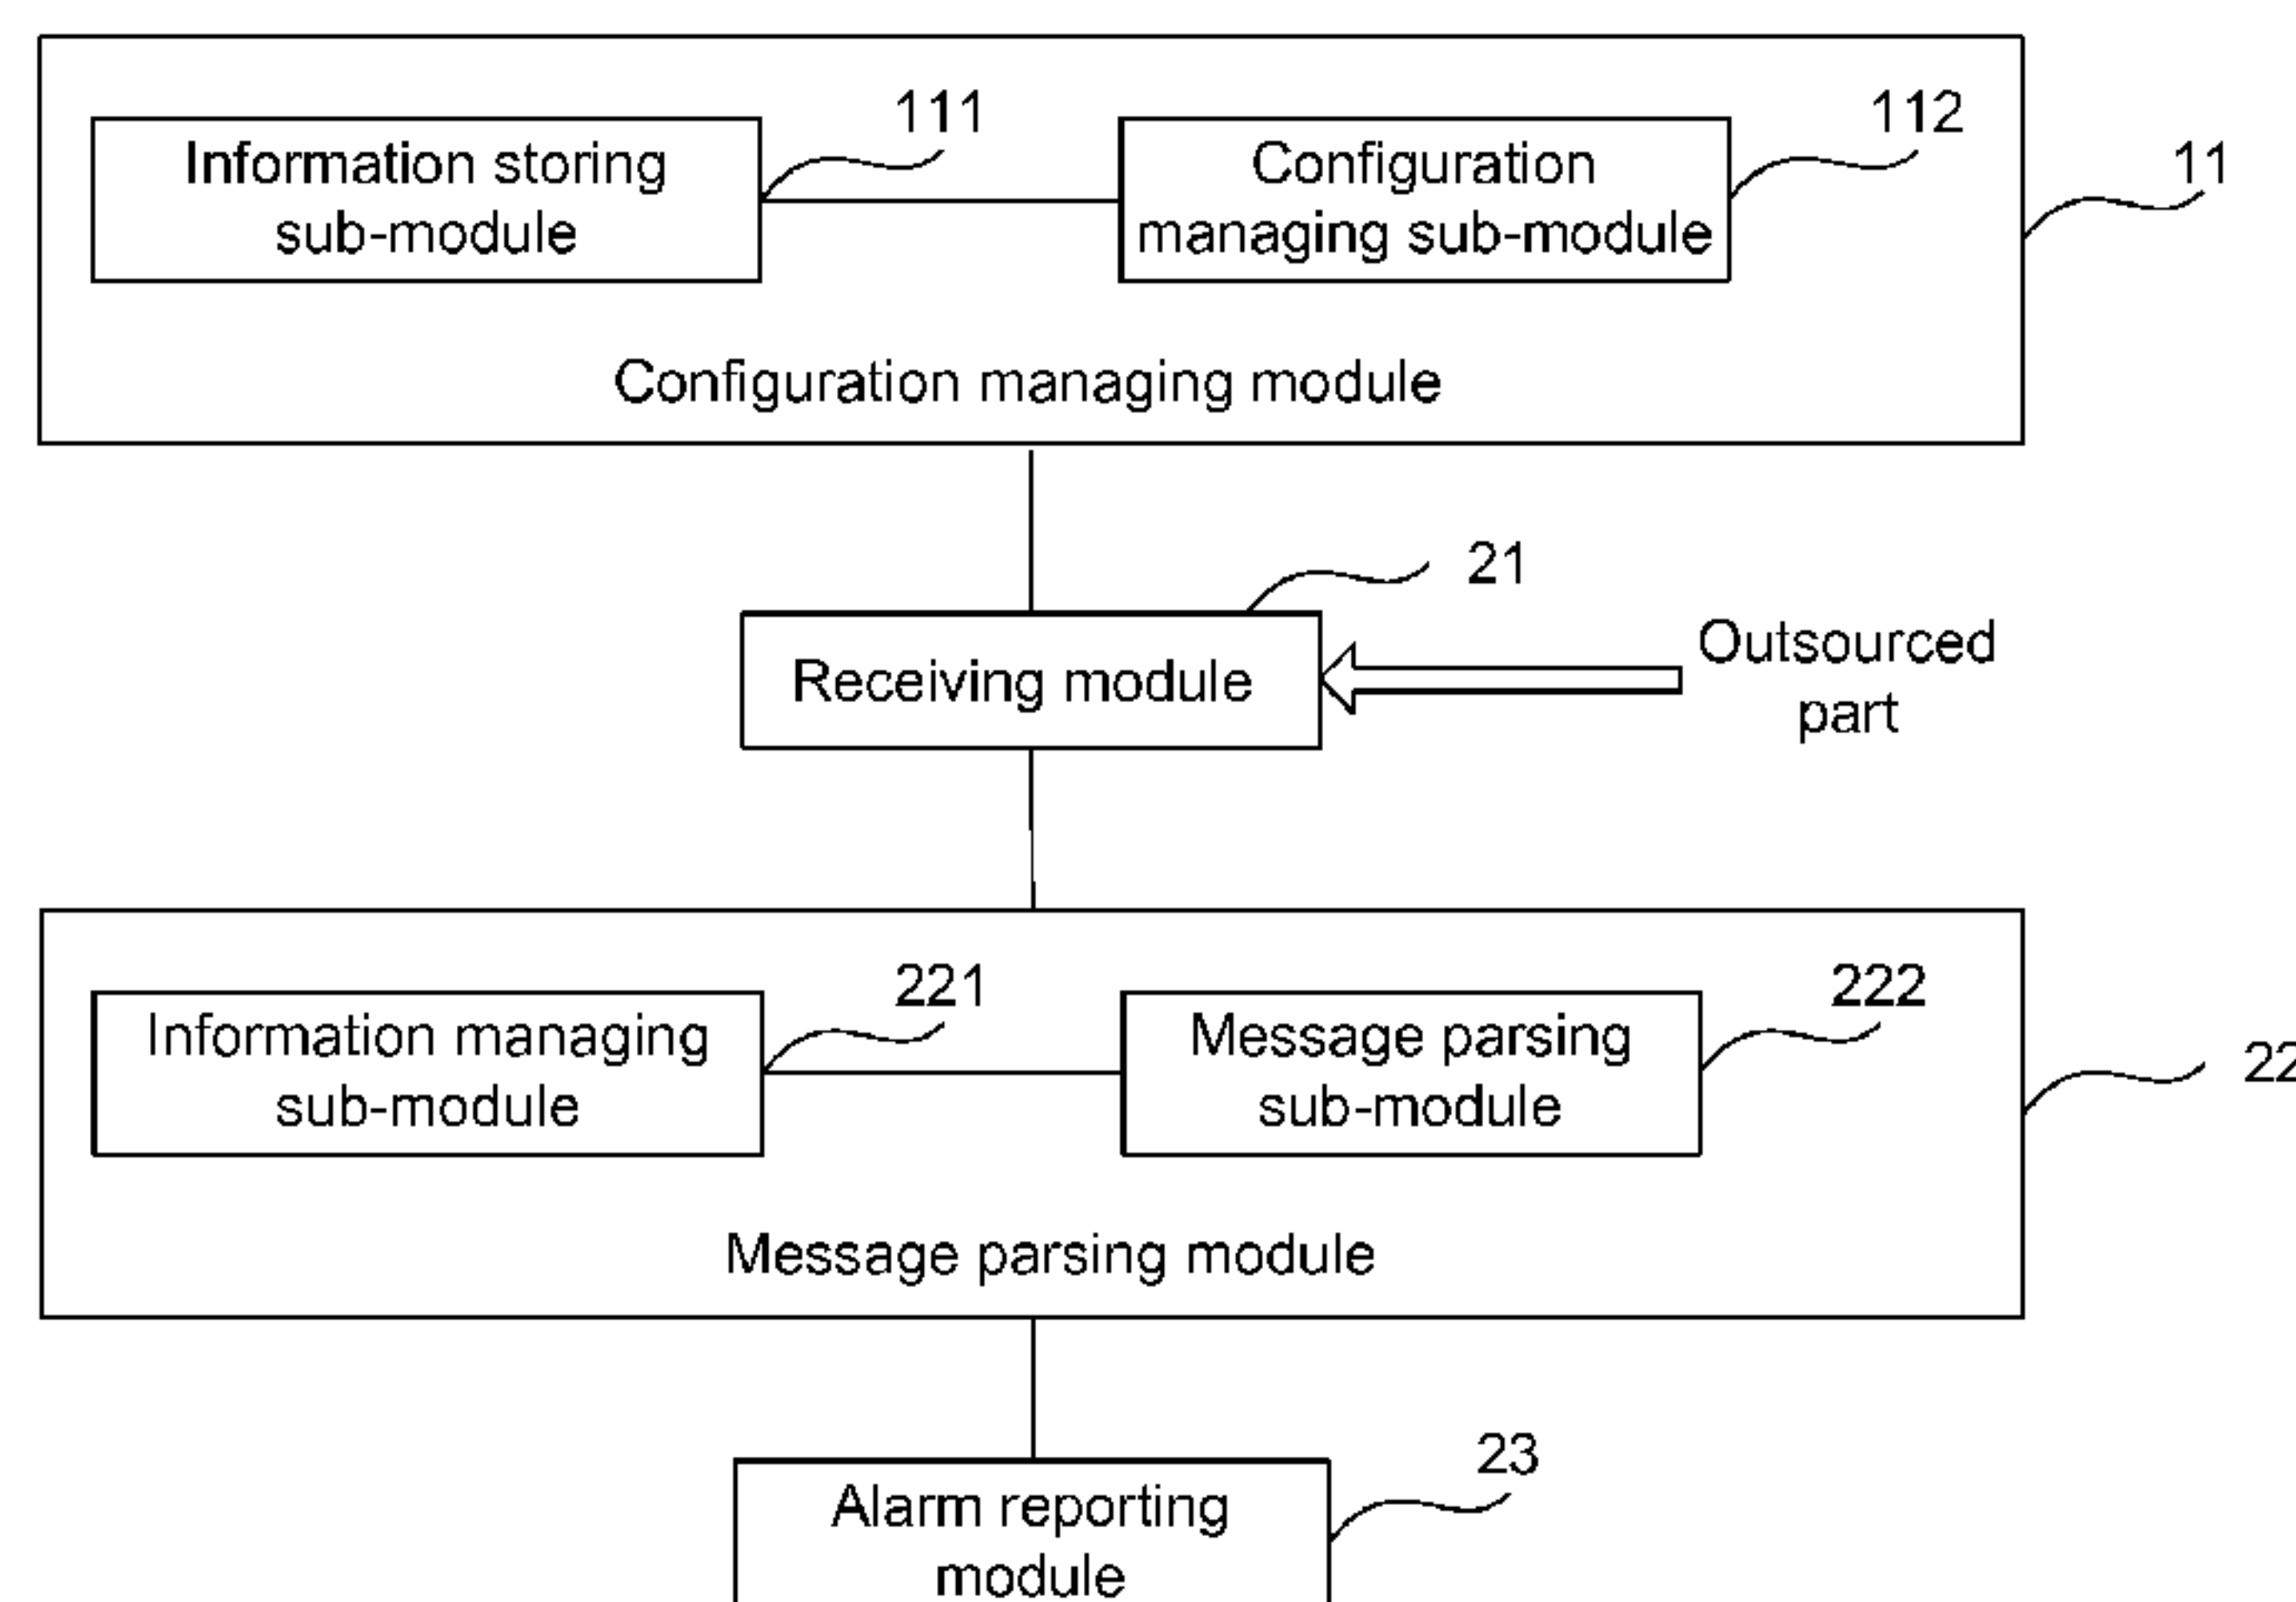 111
112
11
Information storing
sub-module
Configuration
managing sub-module
Configuration managing module
21
Receiving module
Outsourced
part
221
222
22
Information managing
sub-module
Message parsing
sub-module
Message parsing module
23
Alarm reporting
module